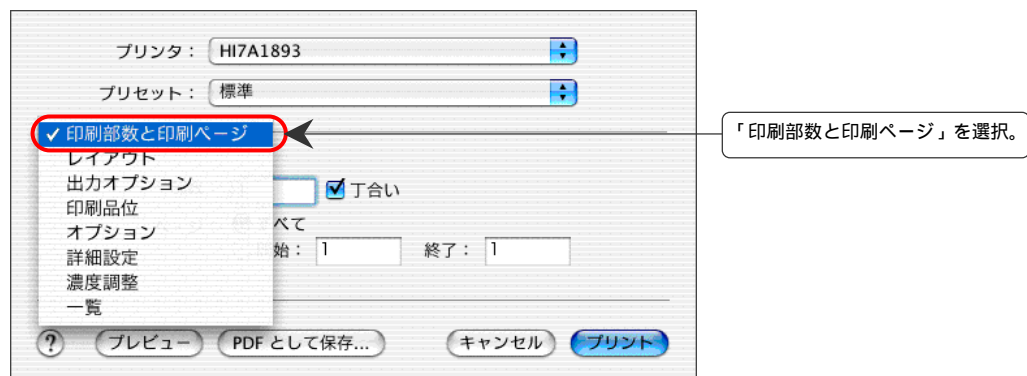 プリンタ： HI7A1893
プリセット： 標準
✓ 印刷部数と印刷ページ
「印刷部数と印刷ページ」を選択。
レイアウト
出力オプション
丁合い
印刷品位
べて
オプション
始： 1 終了： 1
詳細設定
濃度調整
一覧
? プレビュー PDF として保存... キャンセル プリント